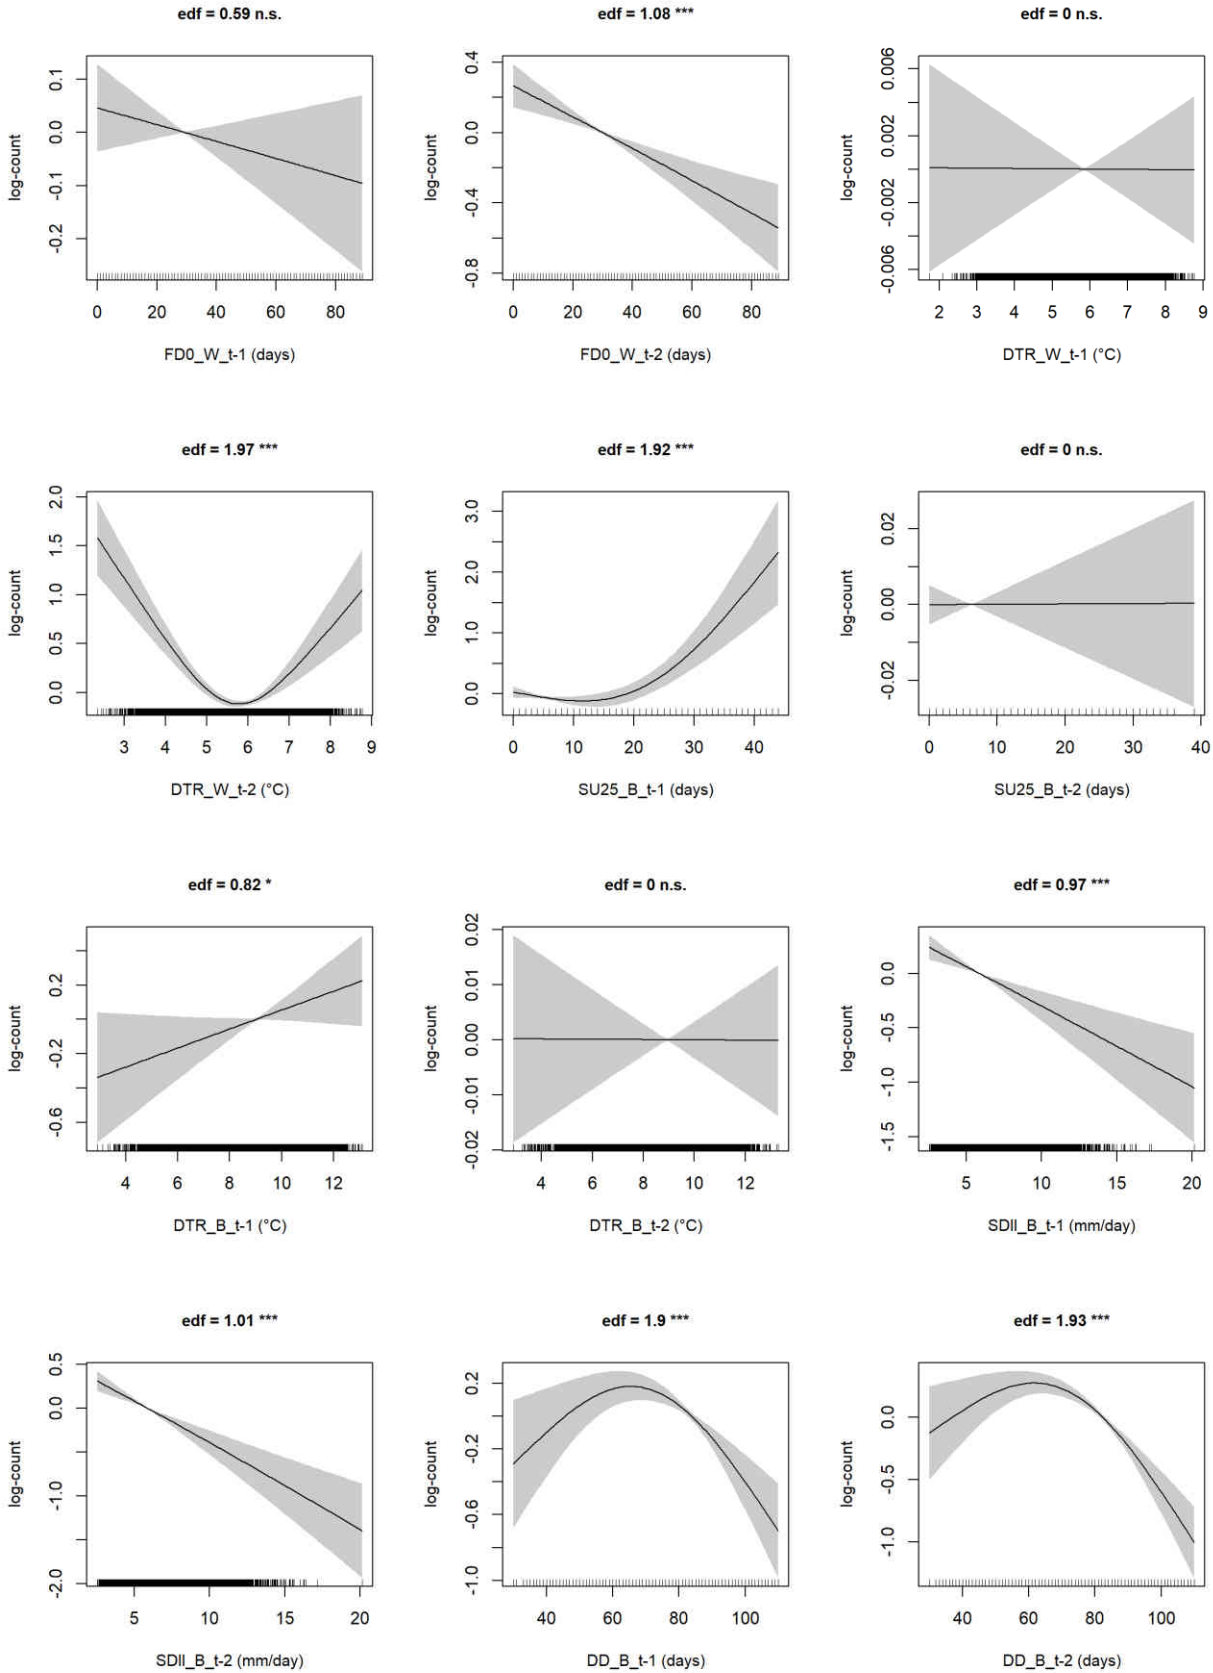 edf = 0.59 n.s.
log-count
0.1
0.0
-0.1
-0.2
0 20 40 60 80
FD0_W_t-1 (days)
edf = 1.08 ***
log-count
0.4
0.0
-0.4
-0.8
0 20 40 60 80
FD0_W_t-2 (days)
edf = 0 n.s.
log-count
0.006
0.002
-0.002
-0.006
2 3 4 5 6 7 8 9
DTR_W_t-1 (°C)
edf = 1.97 ***
log-count
2.0
1.5
1.0
0.5
0.0
3 4 5 6 7 8 9
DTR_W_t-2 (°C)
edf = 1.92 ***
log-count
3.0
2.0
1.0
0.0
0 10 20 30 40
SU25_B_t-1 (days)
edf = 0 n.s.
log-count
0.02
0.00
-0.02
0 10 20 30 40
SU25_B_t-2 (days)
edf = 0.82 *
log-count
0.2
-0.2
-0.6
4 6 8 10 12
DTR_B_t-1 (°C)
edf = 0 n.s.
log-count
0.02
0.01
0.00
-0.01
-0.02
4 6 8 10 12
DTR_B_t-2 (°C)
edf = 0.97 ***
log-count
0.0
-0.5
-1.0
-1.5
5 10 15 20
SDII_B_t-1 (mm/day)
edf = 1.01 ***
log-count
0.5
0.0
-1.0
-2.0
5 10 15 20
SDII_B_t-2 (mm/day)
edf = 1.9 ***
log-count
0.2
-0.2
-0.6
-1.0
40 60 80 100
DD_B_t-1 (days)
edf = 1.93 ***
log-count
0.0
-0.5
-1.0
40 60 80 100
DD_B_t-2 (days)